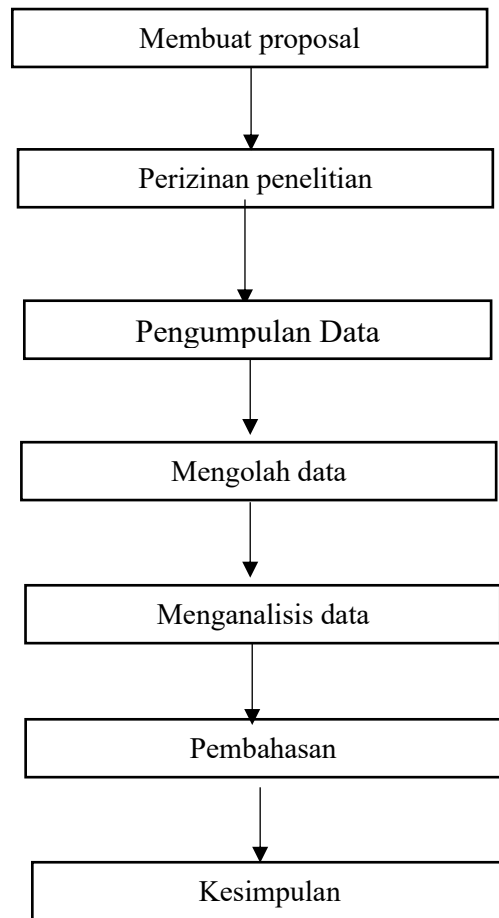 Membuat proposal
Perizinan penelitian
Pengumpulan Data
Mengolah data
Menganalisis data
Pembahasan
Kesimpulan